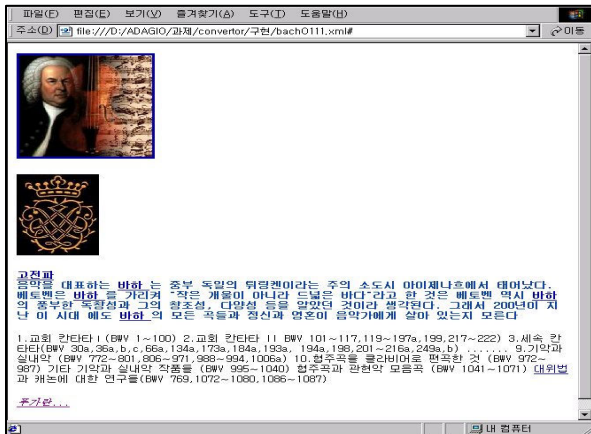 파일(F) 편집(E) 보기(V) 즐겨찾기(A) 도구(T) 도움말(H)
주소(D) file:///D:/ADAGIO/과제/convertor/구현/bach0111.xml# 이동
고전파
음악을 대표하는 바하 는 중부 독일의 튀링켄이라는 주의 소도시 아이제나흐에서 태어났다.
베토벤은 바하 를 가리켜 "작은 개울이 아니라 드넓은 바다"라고 한 것은 베토벤 역시 바하
의 풍부한 독창성과 그의 창조성, 다양성 등을 알았던 것이라 생각된다. 그래서 200년이 지
난 이 시대 에도 바하 의 모든 곡들과 정신과 영혼이 음악가에게 살아 있는지 모른다
1.교회 칸타타 I(BWV 1~100) 2.교회 칸타타 II BWV 101~117,119~197a,199,217~222) 3.세속 칸
타타(BWV 30a,36a,b,c,66a,134a,173a,184a,193a, 194a,198,201~216a,249a,b) ....... 9.기악과
실내악 (BWV 772~801,806~971,988~994,1006a) 10.협주곡을 클라비어로 편곡한 것 (BWV 972~
987) 기타 기악과 실내악 작품들 (BWV 995~1040) 협주곡과 관현악 모음곡 (BWV 1041~1071) 대위법
과 캐논에 대한 연구들(BWV 769,1072~1080,1086~1087)
푸가란...
내 컴퓨터